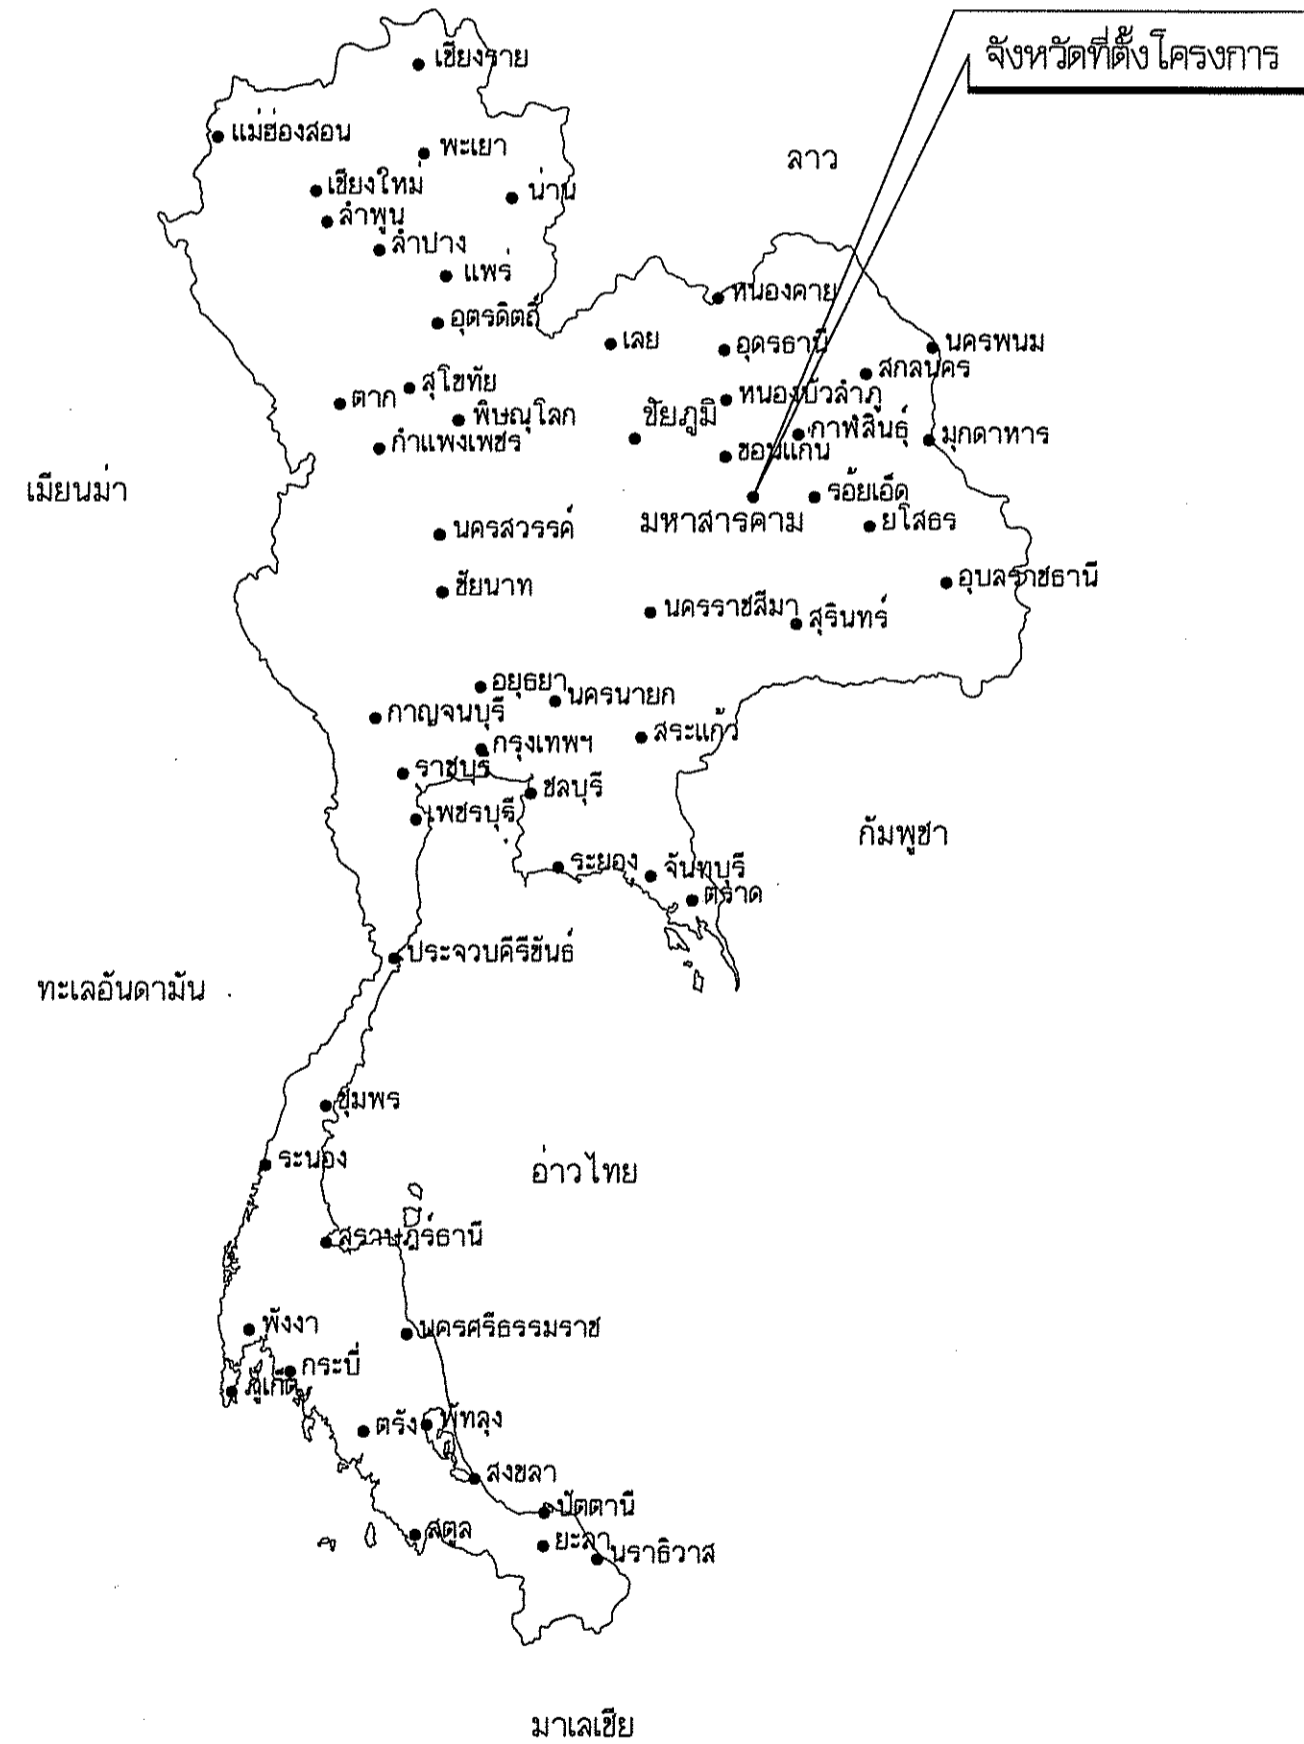 จังหวัดที่ตั้งโครงการ
เชียงราย
แม่ฮ่องสอน
พะเยา
ลาว
เชียงใหม่
น่าน
ลำพูน
ลำปาง
แพร่
หนองคาย
อุตรดิตถ์
เลย
อุดรธานี
นครพนม
สกลนคร
สุโขทัย
ตาก
หนองบัวลำภู
พิษณุโลก
ชัยภูมิ
กาฬสินธุ์
มุกดาหาร
กำแพงเพชร
ขอนแก่น
เมียนม่า
ร้อยเอ็ด
มหาสารคาม
ยโสธร
นครสวรรค์
ชัยนาท
อุบลราชธานี
นครราชสีมา
สุรินทร์
อยุธยา
นครนายก
กาญจนบุรี
สระแก้ว
กรุงเทพฯ
ราชบุรี
ชลบุรี
เพชรบุรี
กัมพูชา
ระยอง
จันทบุรี
ตราด
ประจวบคิรีขันธ์
ทะเลอันดามัน
ชุมพร
ระนอง
อ่าวไทย
สุราษฎร์ธานี
พังงา
นครศรีธรรมราช
กระบี่
ภูเก็ต
ตรัง
พัทลุง
สงขลา
ปัตตานี
สตูล
ยะลา
นราธิวาส
มาเลเซีย